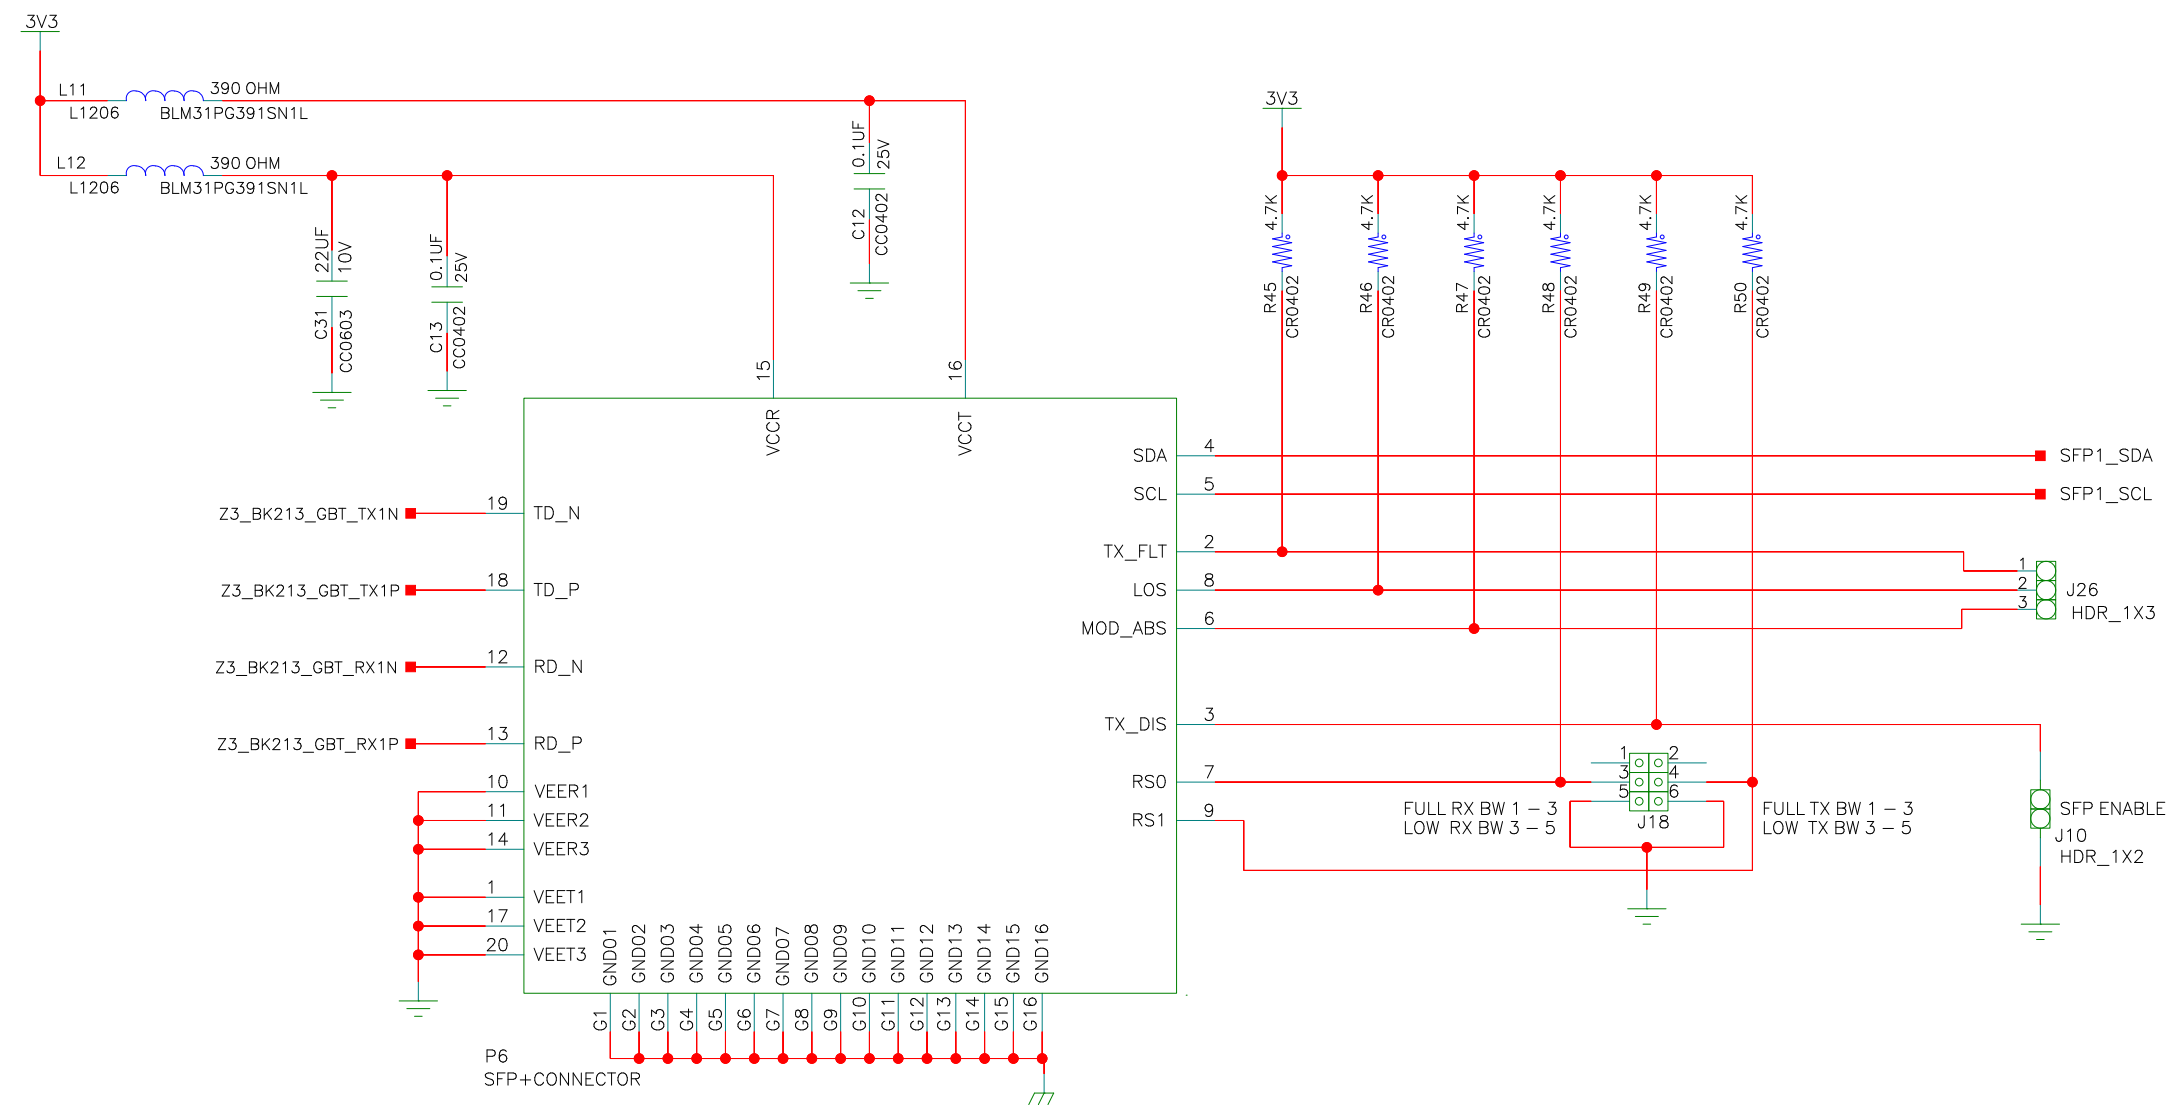 3V3
L11
390 OHM
L1206
BLM31PG391SN1L
L12
390 OHM
L1206
BLM31PG391SN1L
22UF
10V
C31
CC0603
0.1UF
25V
C13
CC0402
0.1UF
25V
C12
CC0402
15
VCCR
16
VCCT
3V3
4.7K
R45
CR0402
4.7K
R46
CR0402
4.7K
R47
CR0402
4.7K
R48
CR0402
4.7K
R49
CR0402
4.7K
R50
CR0402
Z3_BK213_GBT_TX1N
19
TD_N
Z3_BK213_GBT_TX1P
18
TD_P
Z3_BK213_GBT_RX1N
12
RD_N
Z3_BK213_GBT_RX1P
13
RD_P
10
VEER1
11
VEER2
14
VEER3
1
VEET1
17
VEET2
20
VEET3
SDA
4
SFP1_SDA
SCL
5
SFP1_SCL
TX_FLT
2
LOS
8
MOD_ABS
6
1
2
3
J26
HDR_1X3
TX_DIS
3
RS0
7
RS1
9
1
2
3
4
5
6
J18
FULL RX BW 1 - 3
LOW RX BW 3 - 5
FULL TX BW 1 - 3
LOW TX BW 3 - 5
SFP ENABLE
J10
HDR_1X2
GND01
GND02
GND03
GND04
GND05
GND06
GND07
GND08
GND09
GND10
GND11
GND12
GND13
GND14
GND15
GND16
G1
G2
G3
G4
G5
G6
G7
G8
G9
G10
G11
G12
G13
G14
G15
G16
P6
SFP+CONNECTOR